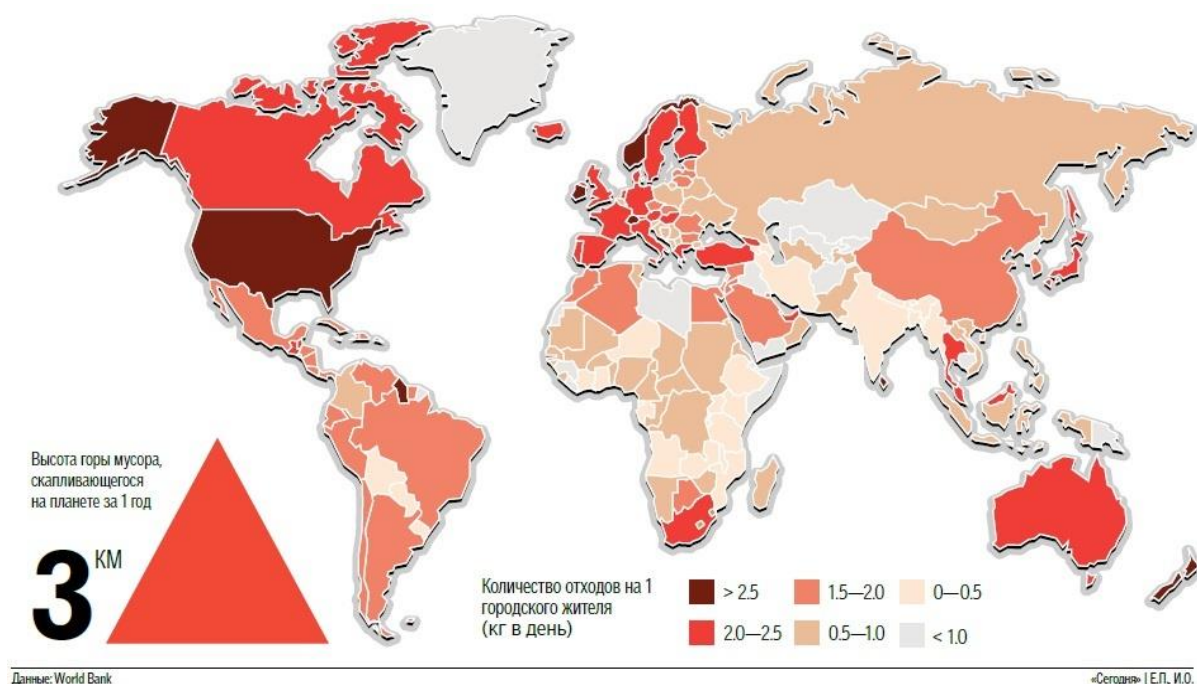 Высота горы мусора,
скапливающегося
на планете за 1 год
3 КМ
Количество отходов на 1
городского жителя
(кг в день)
> 2.5
1.5—2.0
0—0.5
2.0—2.5
0.5—1.0
< 1.0
Данные: World Bank
«Сегодня» | Е.П., И.О.